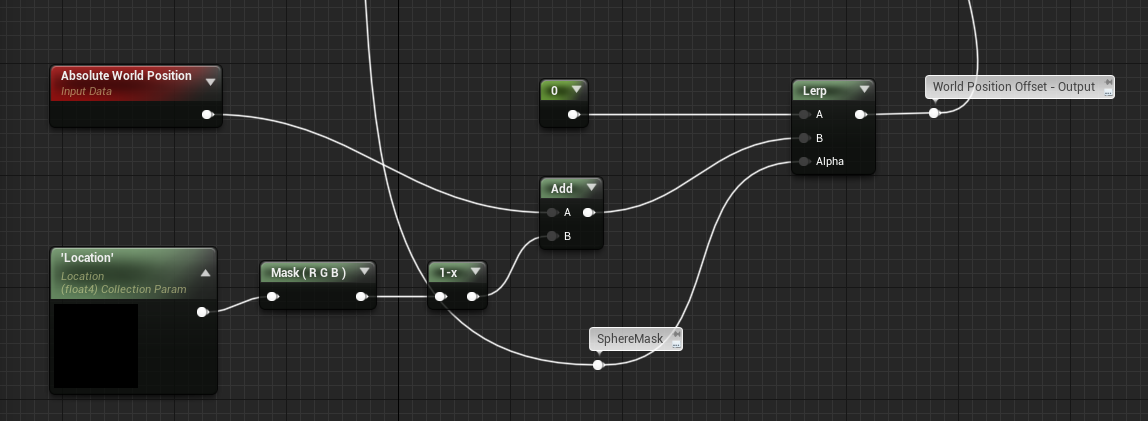 Absolute World Position
Input Data
0
Lerp
A
B
Alpha
World Position Offset - Output
Add
A
B
'Location'
Location
(float4) Collection Param
Mask ( R G B )
1-x
SphereMask